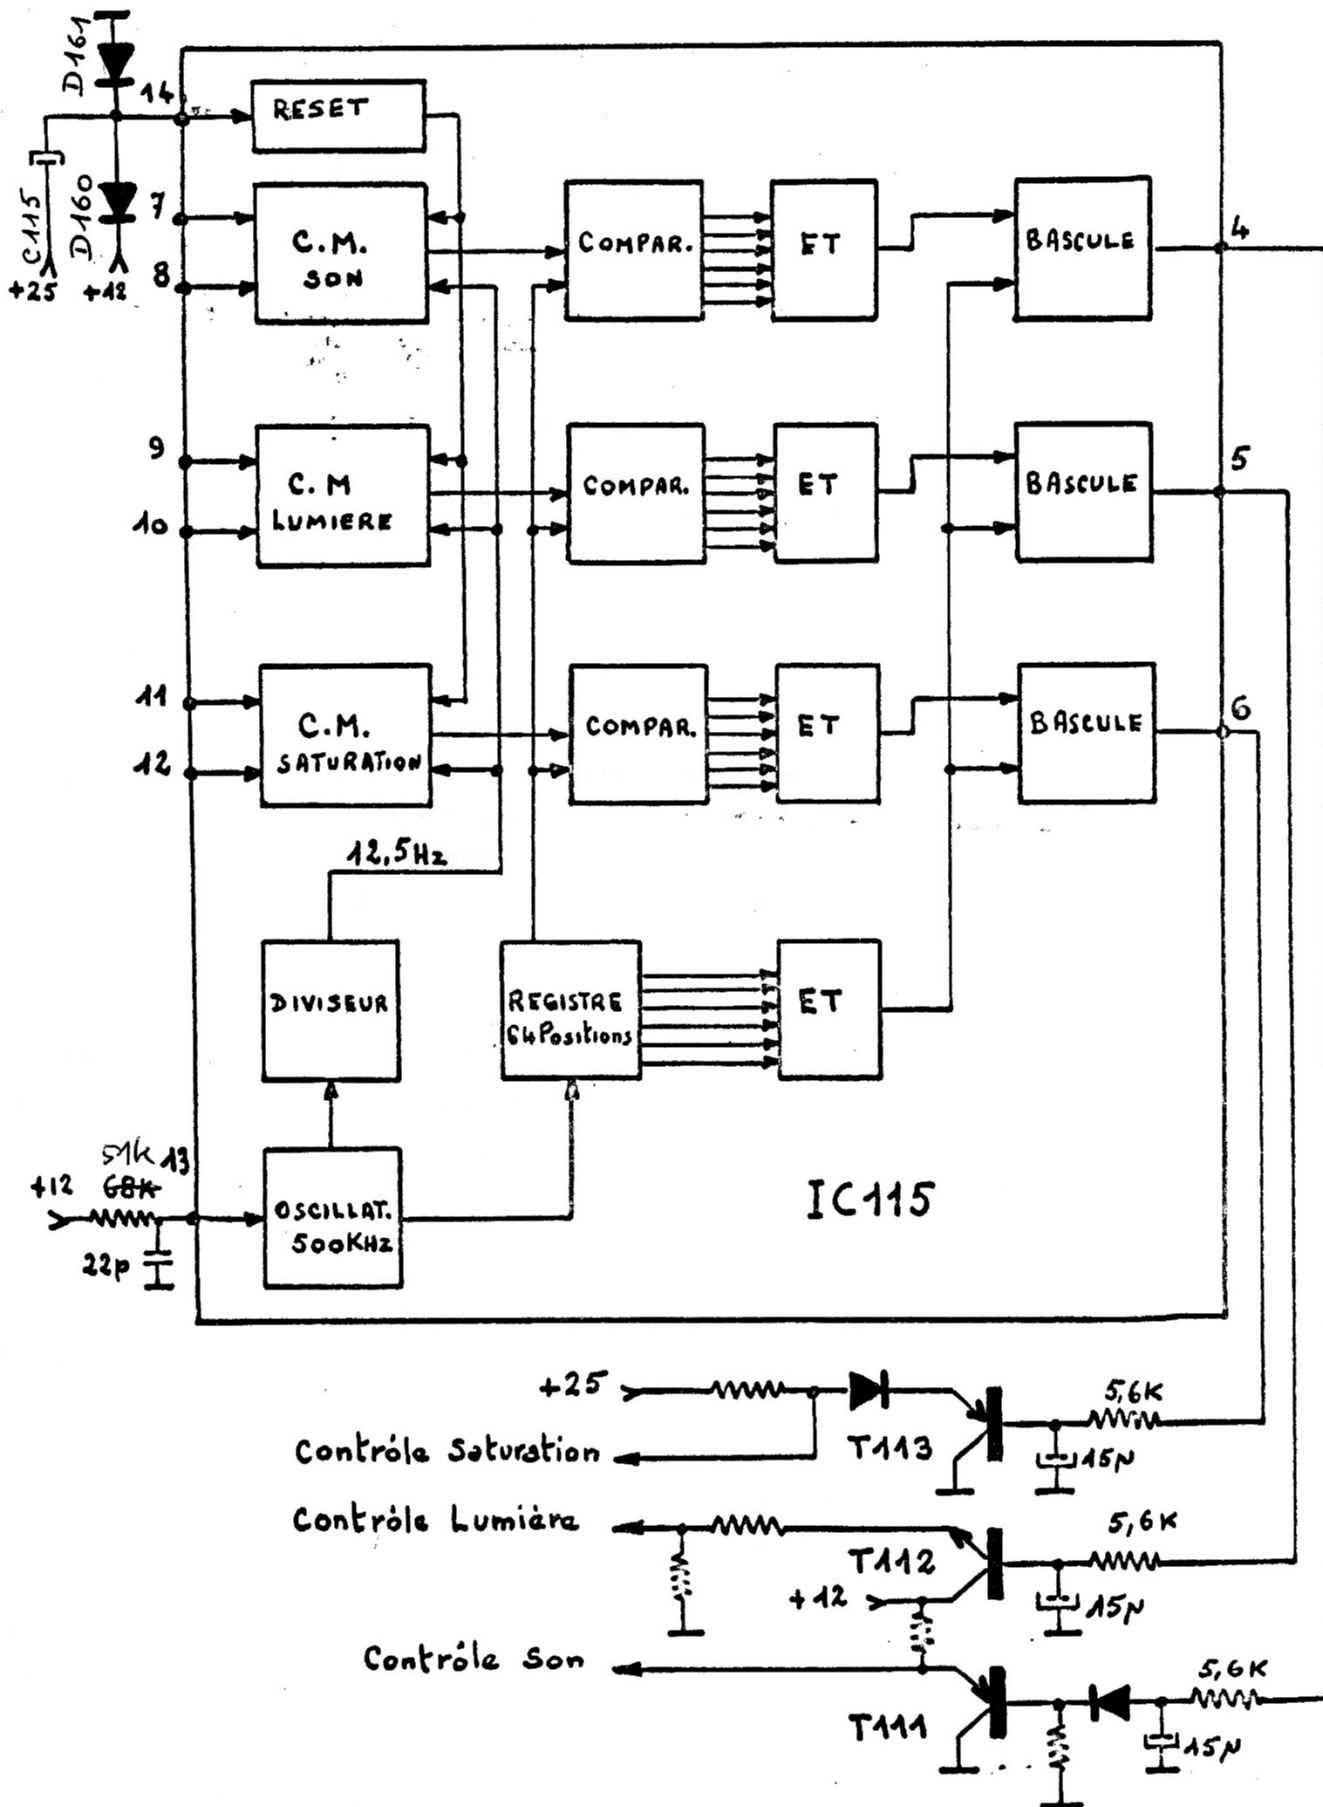 D161
14
RESET
C115
D160
+25
+12
7
8
C.M.
SON
COMPAR.
ET
BASCULE
4
9
10
C.M
LUMIERE
COMPAR.
ET
BASCULE
5
11
12
C.M.
SATURATION
COMPAR.
ET
BASCULE
6
12,5Hz
DIVISEUR
REGISTRE
64Positions
ET
51k
68K
13
+12
22p
OSCILLAT.
500KHz
IC115
+25
5,6K
Contrôle Saturation
T113
15µ
Contrôle Lumière
5,6K
T112
+12
15µ
Contrôle Son
5,6K
T111
15µ